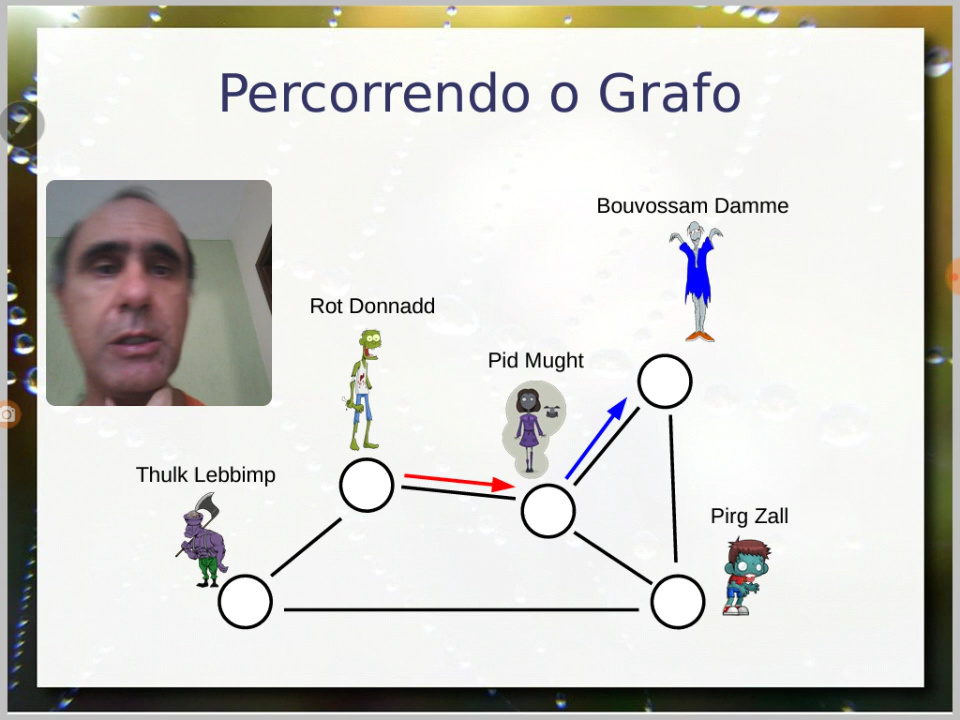 Percorrendo o Grafo
Bouvossam Damme
Rot Donnadd
Pid Mught
Thulk Lebbimp
Pirg Zall